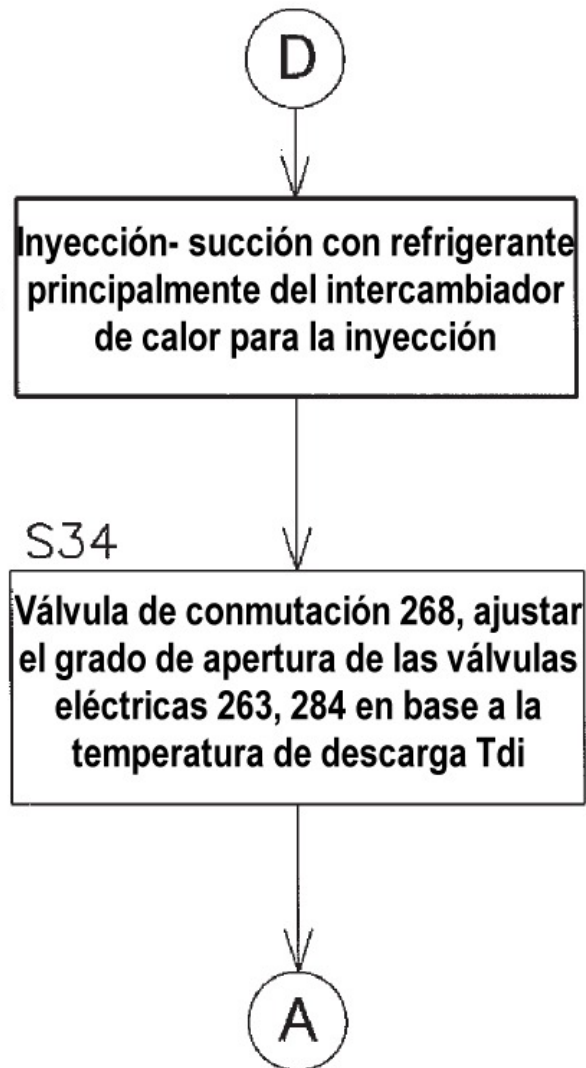 D
Inyección- succión con refrigerante
principalmente del intercambiador
de calor para la inyección
S34
Válvula de conmutación 268, ajustar
el grado de apertura de las válvulas
eléctricas 263, 284 en base a la
temperatura de descarga Tdi
A